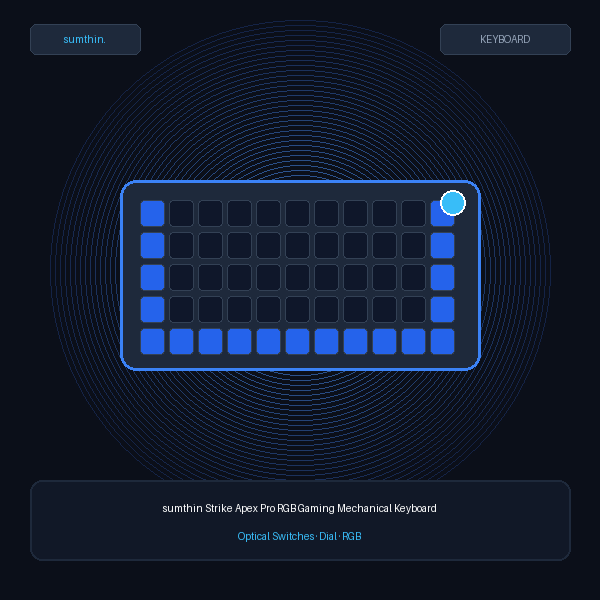 sumthin.
KEYBOARD
sumthin Strike Apex Pro RGB Gaming Mechanical Keyboard
Optical Switches · Dial · RGB